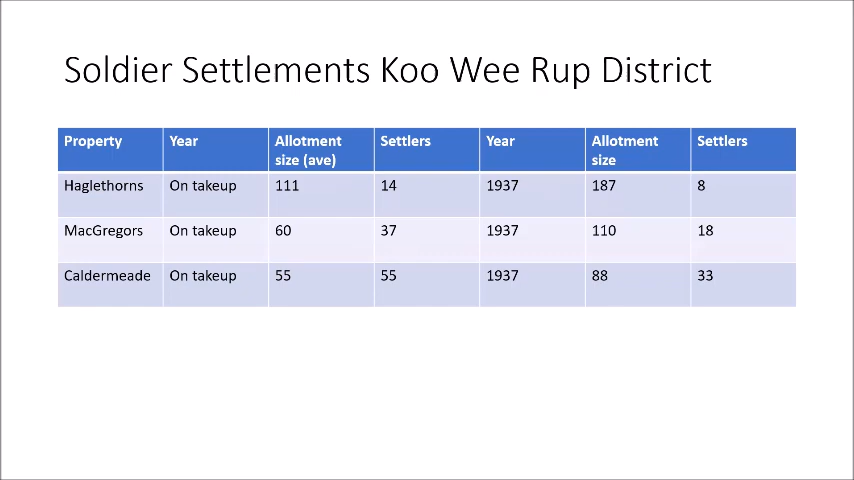 Soldier Settlements Koo Wee Rup District
Property Year Allotment size (ave) Settlers Year Allotment size Settlers
Haglethorns On takeup 111 14 1937 187 8
MacGregors On takeup 60 37 1937 110 18
Caldermeade On takeup 55 55 1937 88 33